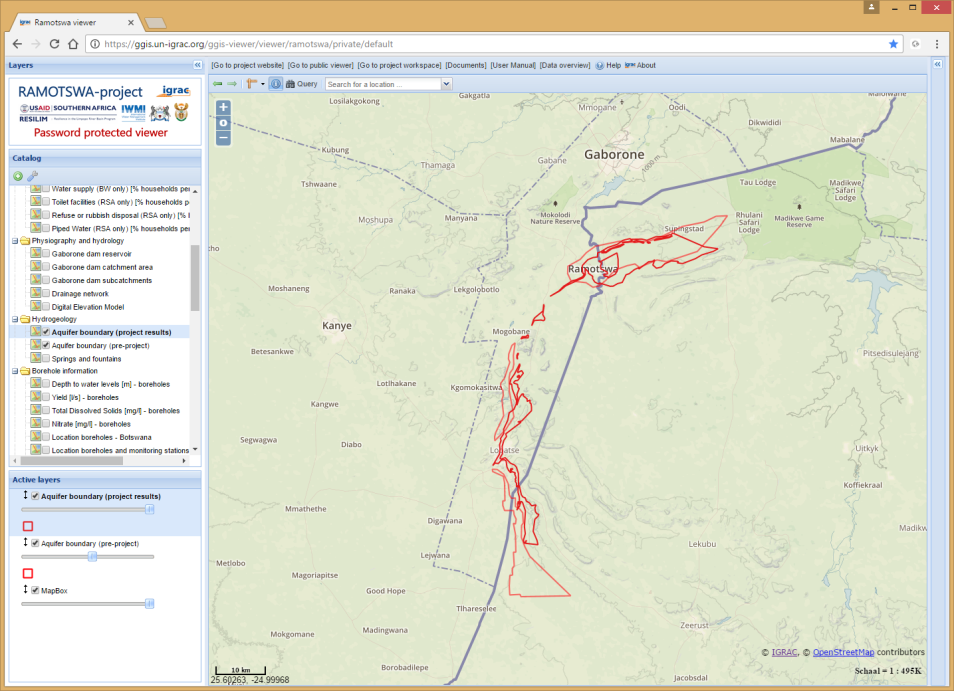 Ramotswa viewer
https://ggis.un-igrac.org/ggis-viewer/viewer/ramotswa/private/default
Layers
[Go to project website] [Go to public viewer] [Go to project workspace] [Documents] [User Manual] [Data overview] Help About
Query Search for a location ...
RAMOTSWA-project igrac
USAID SOUTHERN AFRICA IWMI
RESILIM
Password protected viewer
Catalog
Water supply (BW only) [% households pe
Toilet facilities (RSA only) [% households p
Refuse or rubbish disposal (RSA only) [%
Piped Water (RSA only) [% households pe
Physiography and hydrology
Gaborone dam reservoir
Gaborone dam catchment area
Gaborone dam subcatchments
Drainage network
Digital Elevation Model
Hydrogeology
Aquifer boundary (project results)
Aquifer boundary (pre-project)
Springs and fountains
Borehole information
Depth to water levels [m] - boreholes
Yield [l/s] - boreholes
Total Dissolved Solids [mg/l] - boreholes
Nitrate [mg/l] - boreholes
Location boreholes - Botswana
Location boreholes and monitoring stations
Active layers
Aquifer boundary (project results)
Aquifer boundary (pre-project)
MapBox
Losilakgokong
Gakgatla
Mmopane
Oodi
Dikwididi
Malolwane
Mabalane
Kubung
Thamaga
Gabane
Gaborone
Tshwaane
Tau Lodge
Madikwe
Safari
Lodge
Moshupa
Manyana
Mokolodi
Nature Reserve
Rhulani
Safari
Lodge
Madikwe Game
Reserve
Supingstad
Ramotswa
Moshaneng
Ranaka
Lekgolobotlo
Kanye
Mogobane
Betesankwe
Pitsedisulejang
Lotlhakane
Kgomokasitwa
Kangwe
Segwagwa
Diabo
Lobatse
Uitkyk
Koffiekraal
Mmathethe
Digawana
Madikw
Lejwana
Lekubu
Metlobo
Magoriapitse
Good Hope
Tlhareselee
Zeerust
Madingwana
Mokgomane
Borobadilepe
Jacobsdal
© IGRAC, © OpenStreetMap contributors
10 km
25.60263, -24.99968
Schaal = 1 : 495K